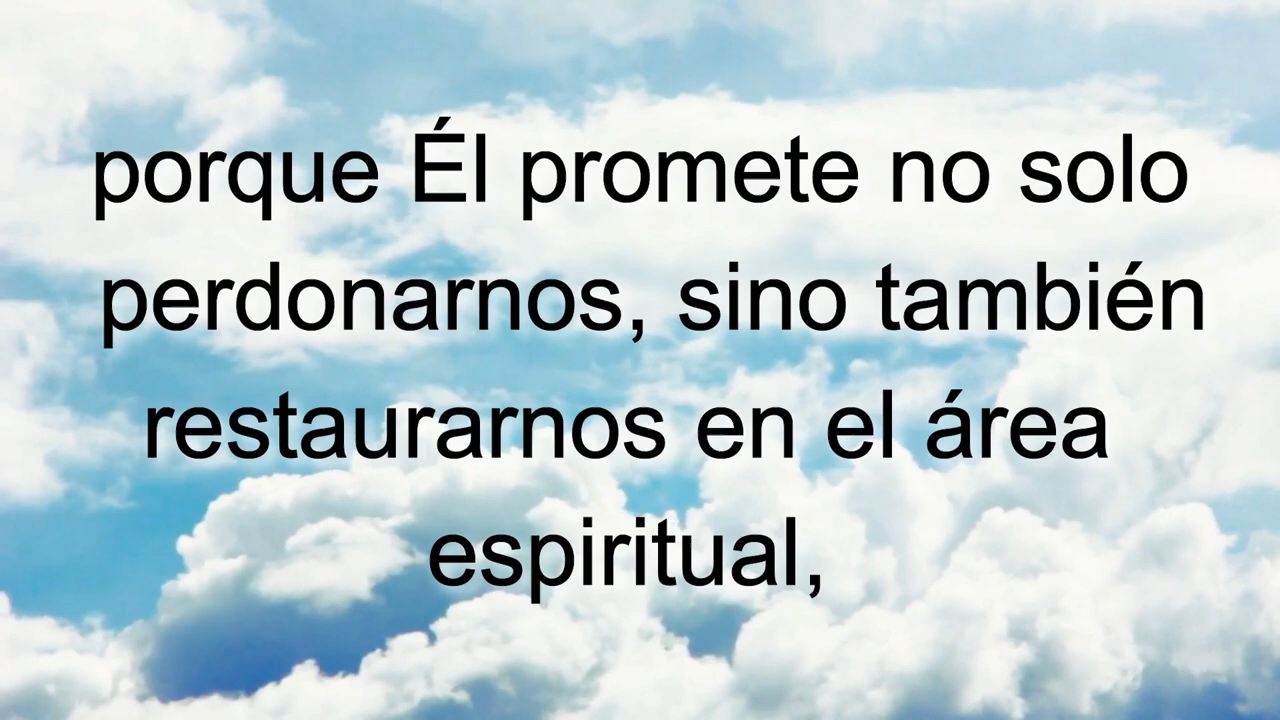 porque Él promete no solo
perdonarnos, sino también
restaurarnos en el área
espiritual,